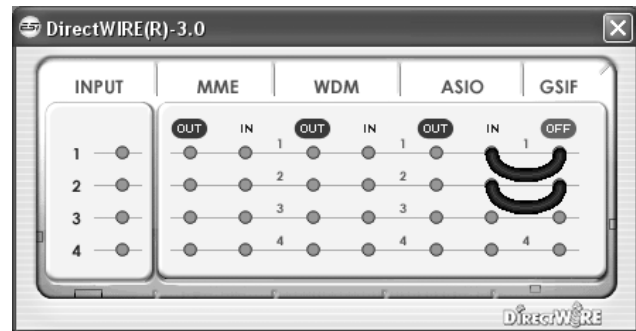 ESI DirectWIRE(R)-3.0
INPUT MME WDM ASIO GSIF
OUT IN OUT IN OUT IN OFF
1 1 1 1
2 2 2
3 3 3
4 4 4 4
DIRECTWIRE